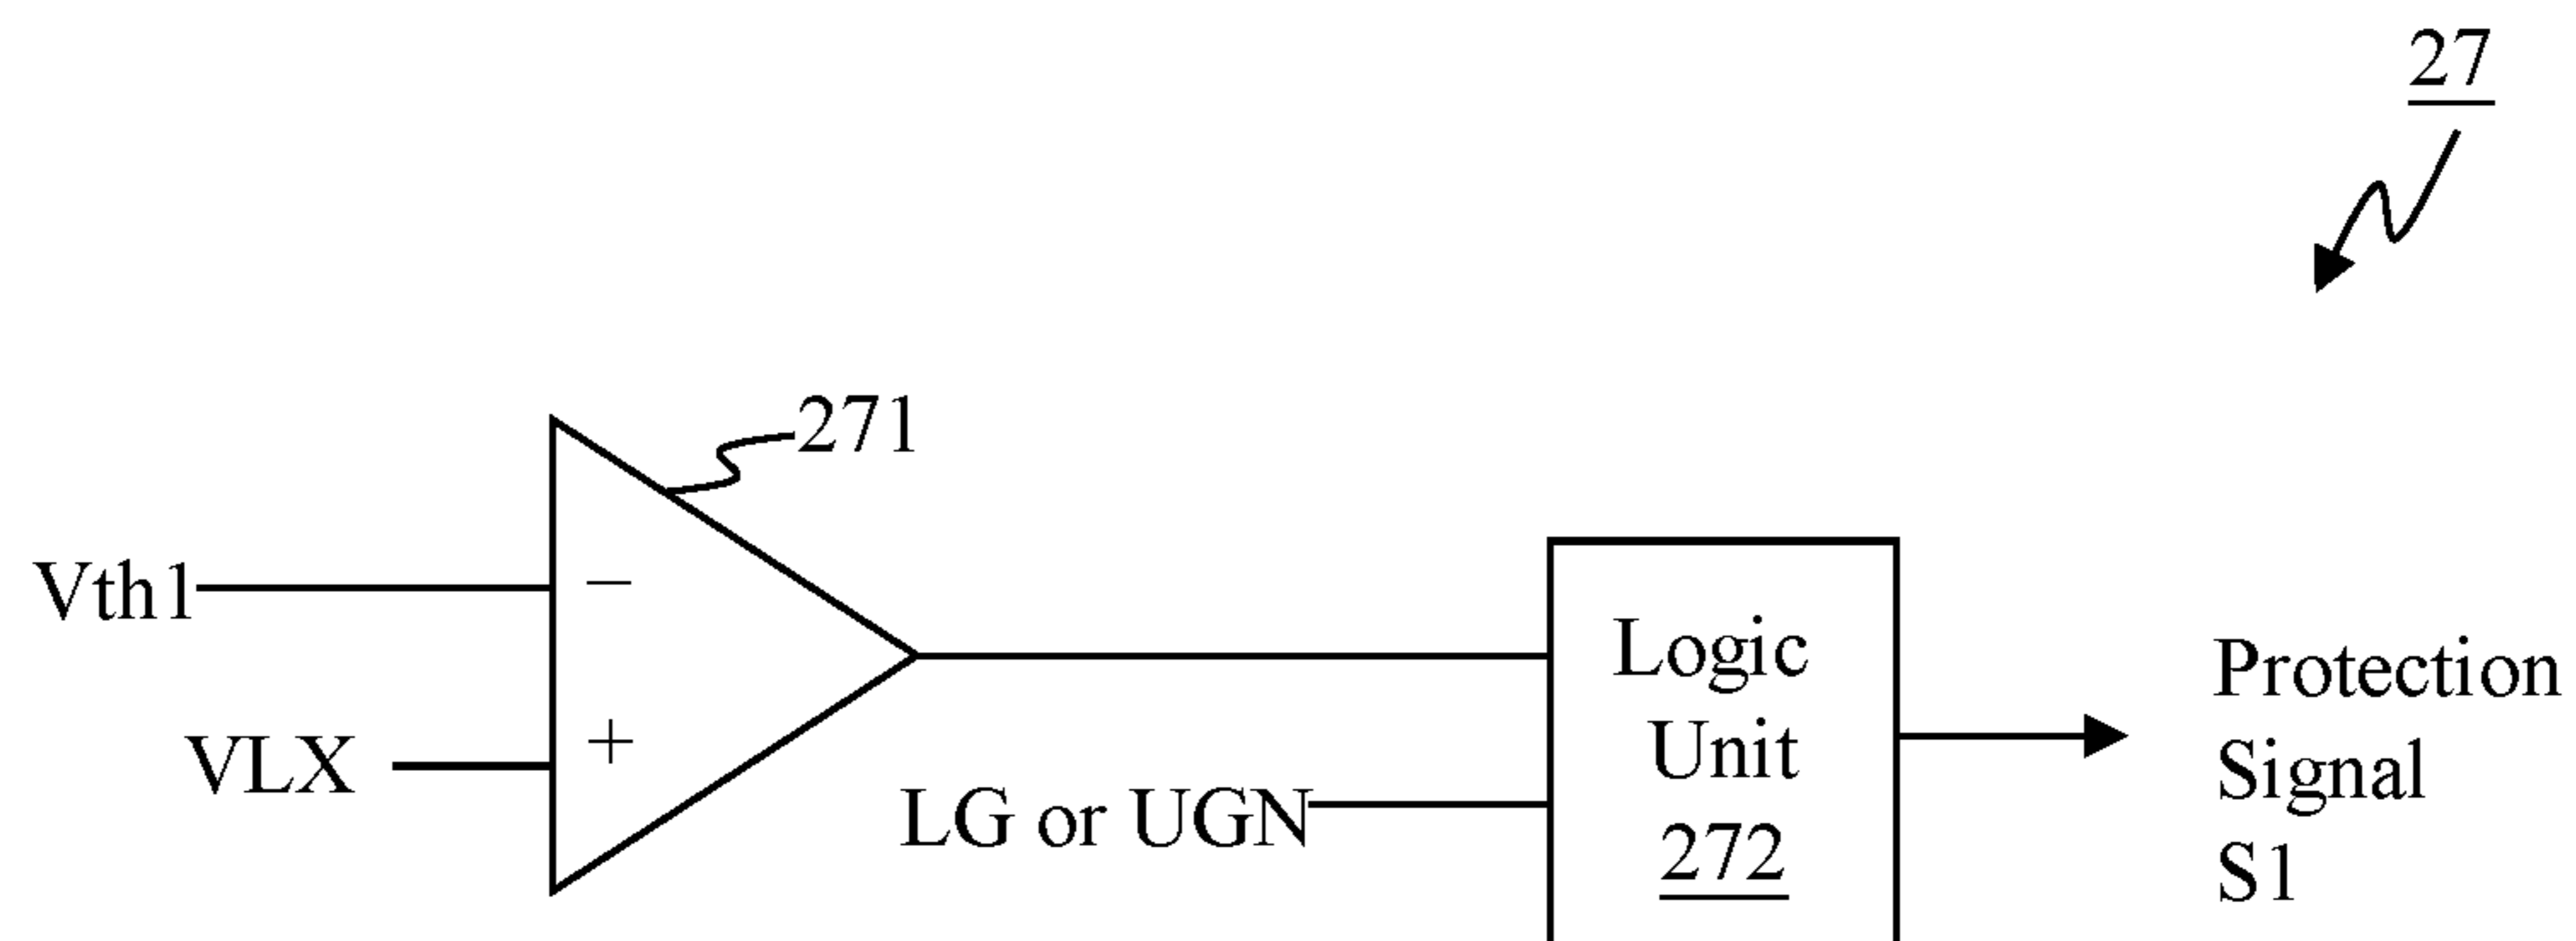 27
271
Vth1
−
VLX
+
LG or UGN
Logic
Unit
272
Protection
Signal
S1